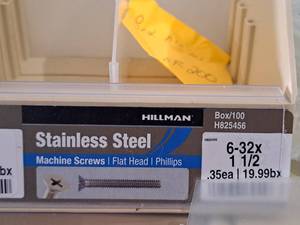 HILLMAN
Box/100
H825456
Stainless Steel
Machine Screws | Flat Head | Phillips
6-32x
1 1/2
.35ea | 19.99bx
bx